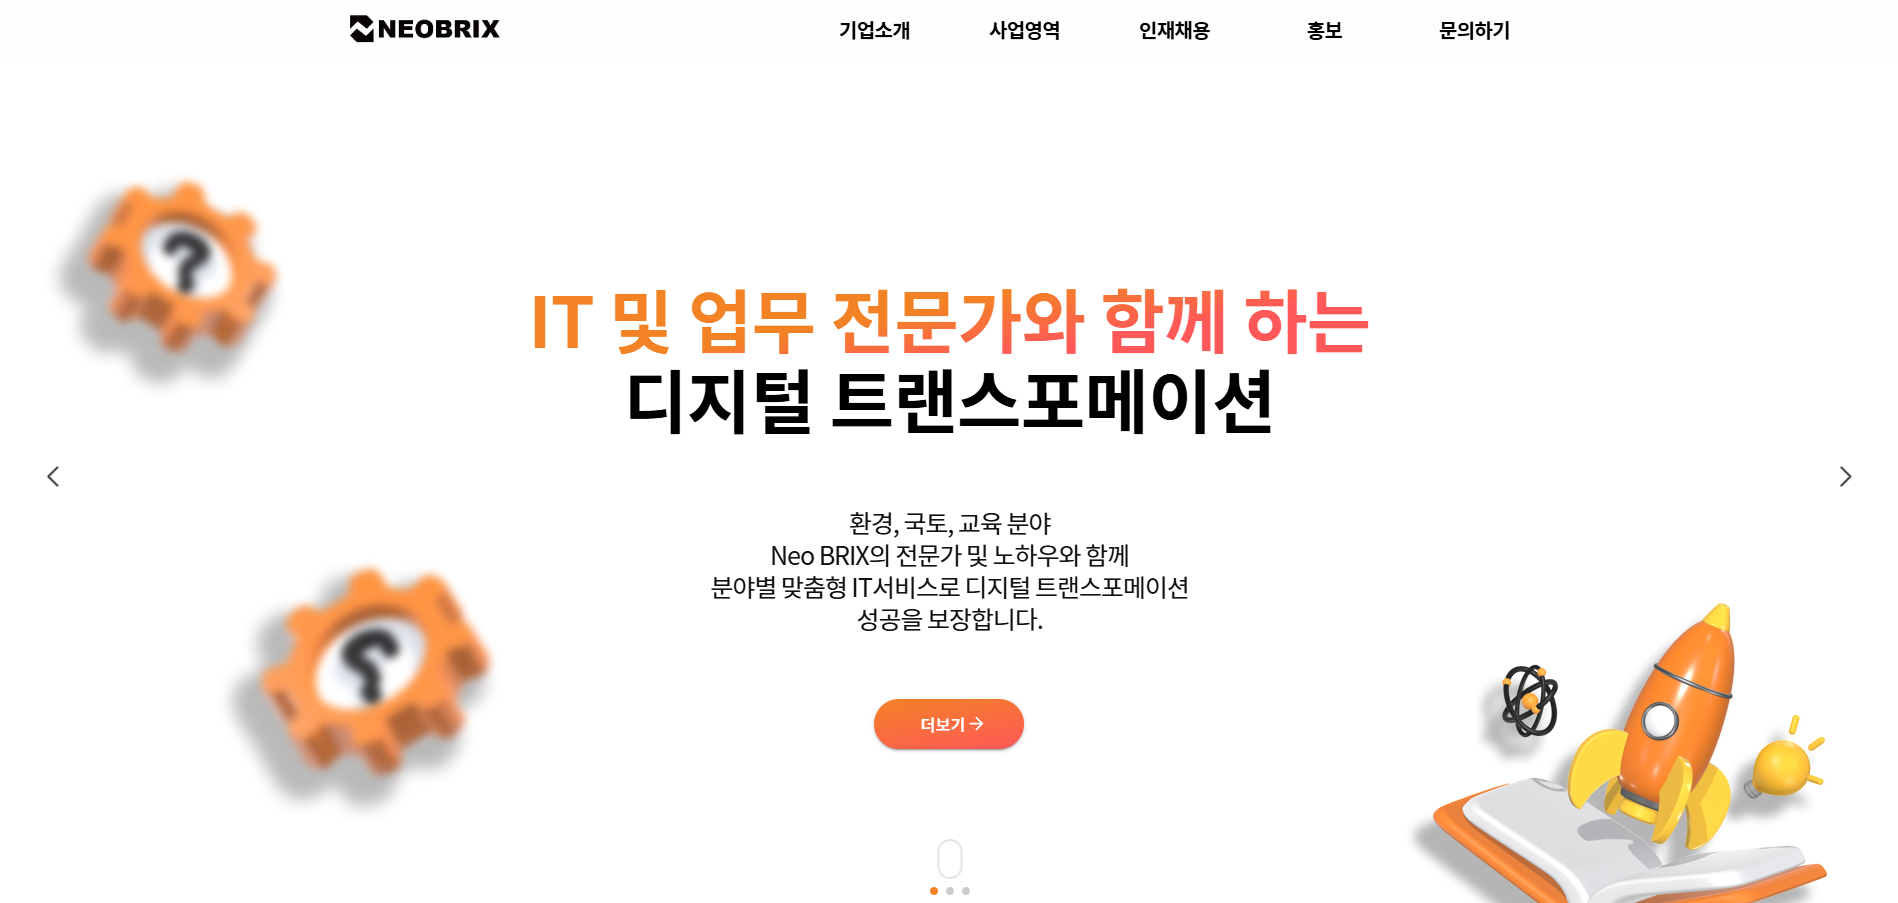 NEOBRIX
기업소개
사업영역
인재채용
홍보
문의하기
?
IT 및 업무 전문가와 함께 하는
디지털 트랜스포메이션
환경, 국토, 교육 분야
Neo BRIX의 전문가 및 노하우와 함께
분야별 맞춤형 IT서비스로 디지털 트랜스포메이션
성공을 보장합니다.
?
더보기